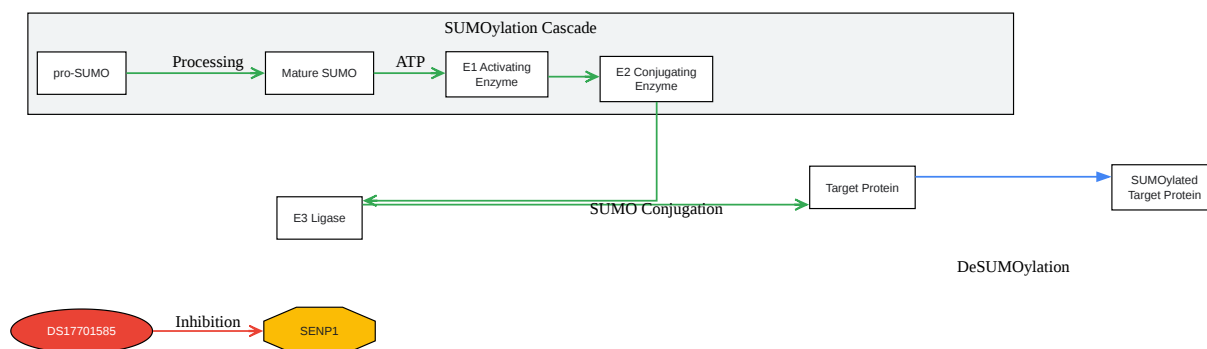 SUMOylation Cascade
pro-SUMO
Processing
Mature SUMO
ATP
E1 Activating
Enzyme
E2 Conjugating
Enzyme
E3 Ligase
SUMO Conjugation
Target Protein
SUMOylated
Target Protein
DeSUMOylation
DS17701585
Inhibition
SENP1